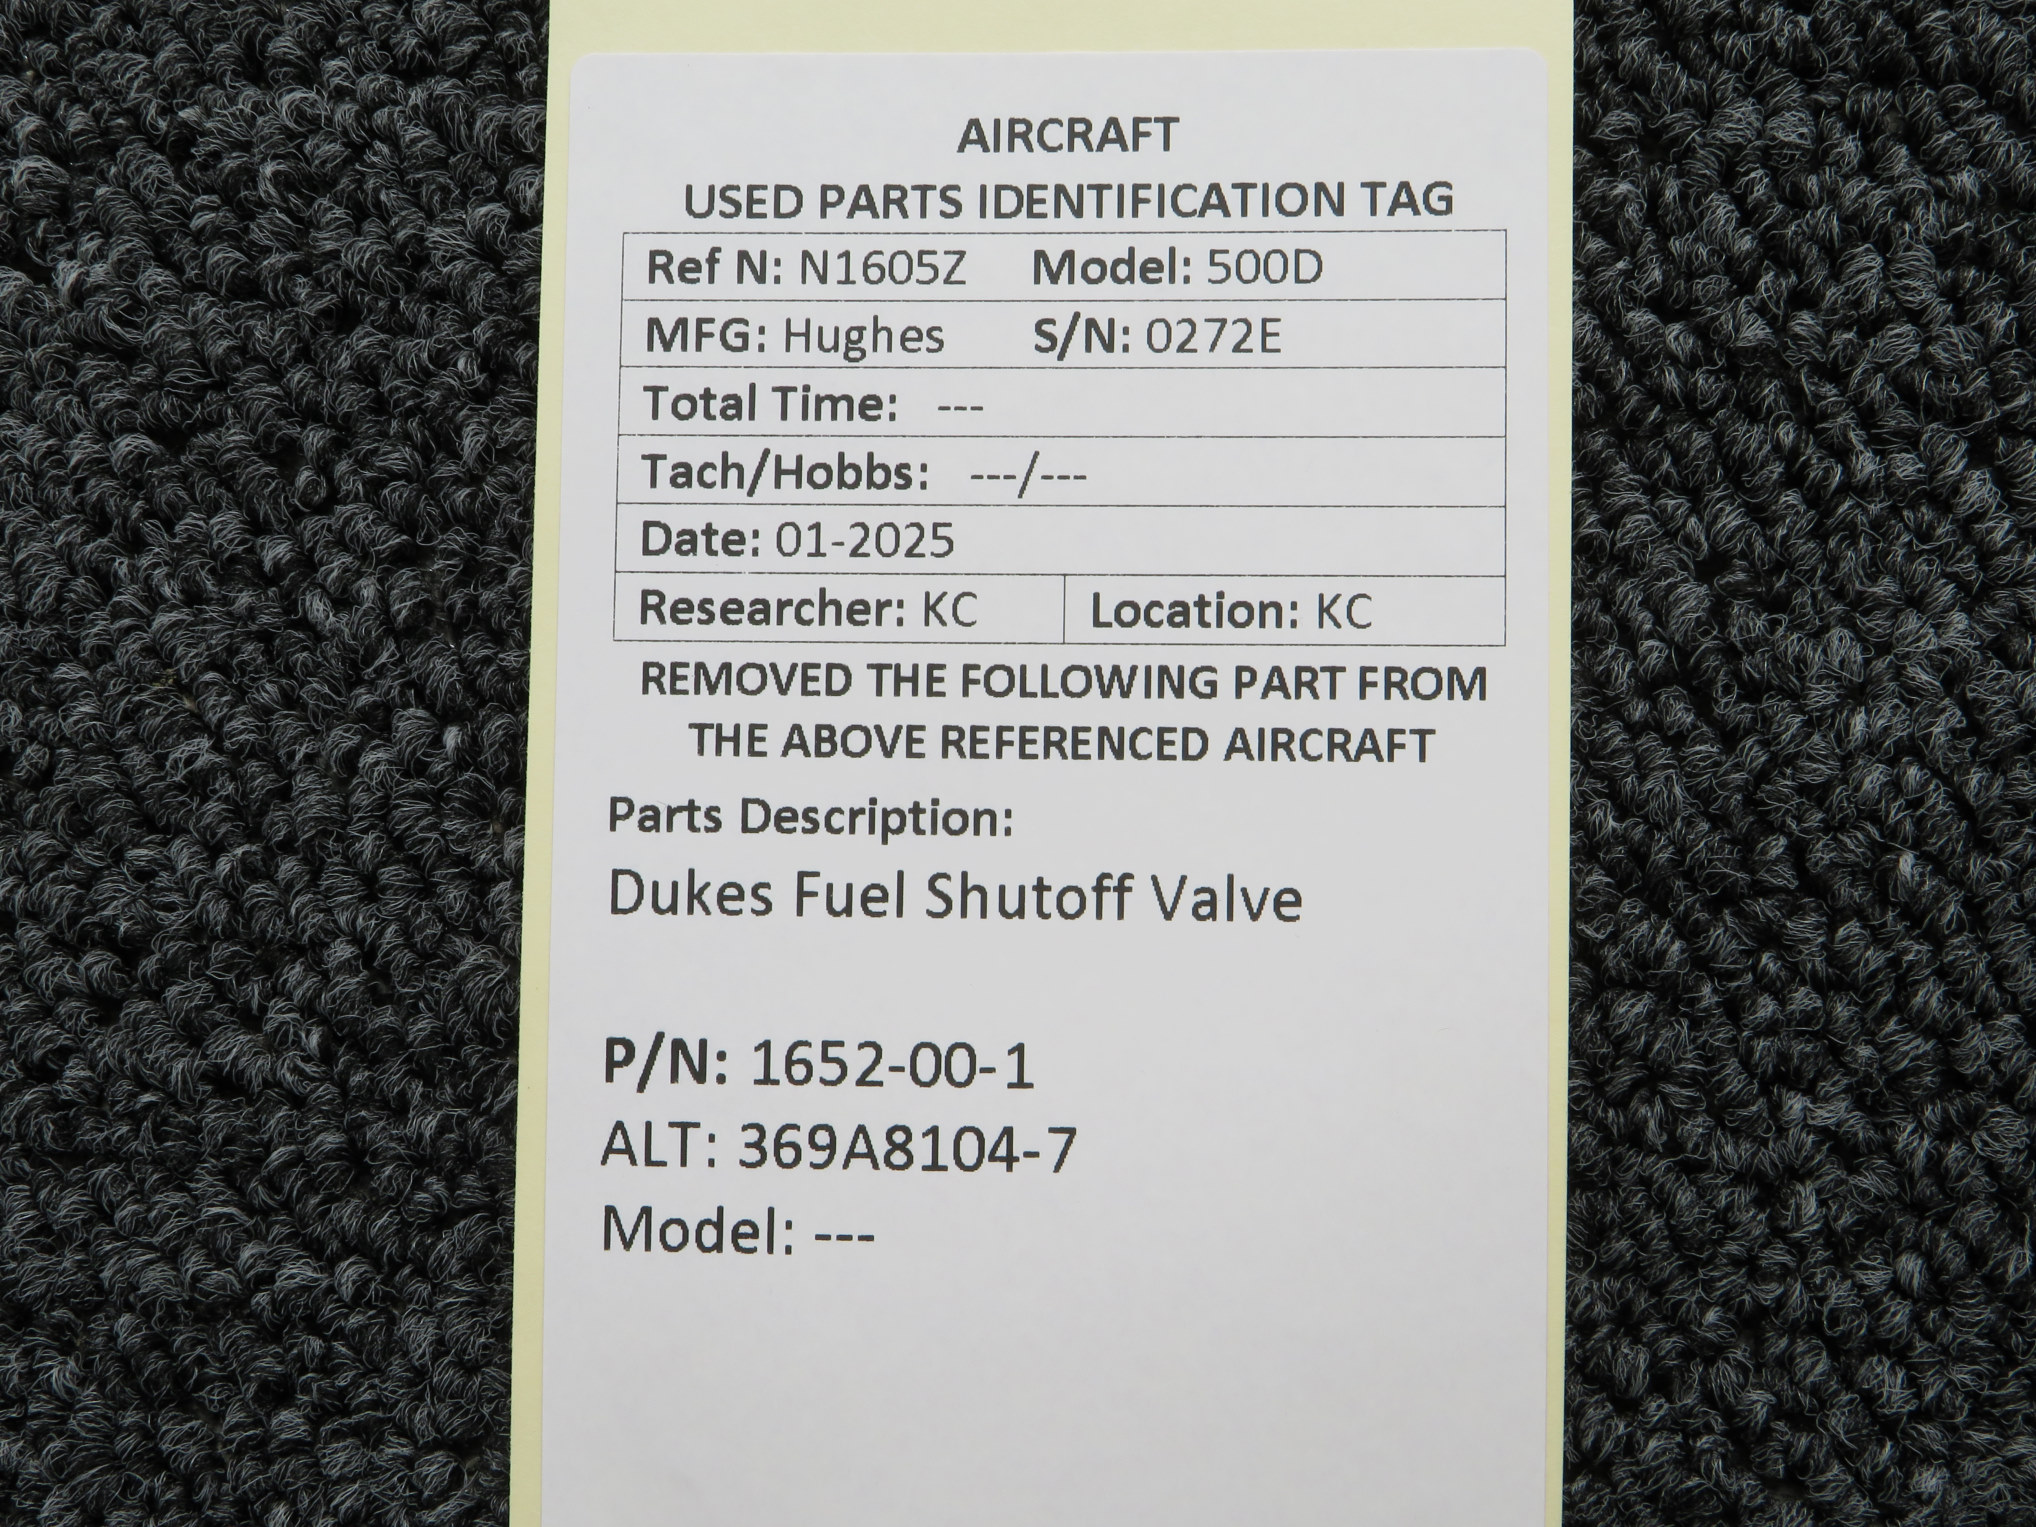 AIRCRAFT
USED PARTS IDENTIFICATION TAG
Ref N: N1605Z Model: 500D
MFG: Hughes S/N: 0272E
Total Time: ---
Tach/Hobbs: ---/---
Date: 01-2025
Researcher: KC Location: KC
REMOVED THE FOLLOWING PART FROM
THE ABOVE REFERENCED AIRCRAFT
Parts Description:
Dukes Fuel Shutoff Valve
P/N: 1652-00-1
ALT: 369A8104-7
Model: ---